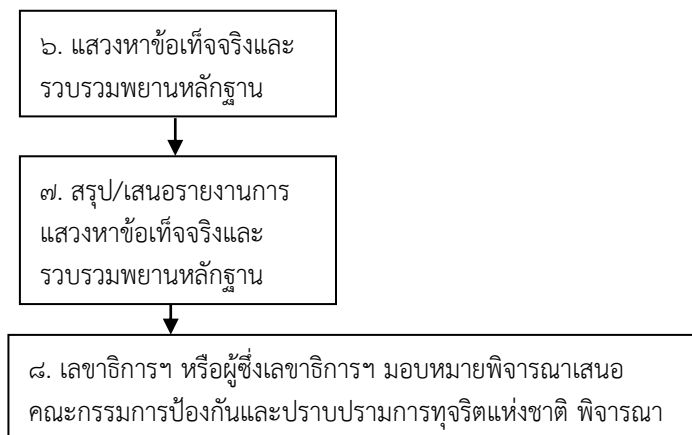 ๖. แสวงหาข้อเท็จจริงและ
รวบรวมพยานหลักฐาน
๗. สรุป/เสนอรายงานการ
แสวงหาข้อเท็จจริงและ
รวบรวมพยานหลักฐาน
๘. เลขาธิการฯ หรือผู้ซึ่งเลขาธิการฯ มอบหมายพิจารณาเสนอ
คณะกรรมการป้องกันและปราบปรามการทุจริตแห่งชาติ พิจารณา